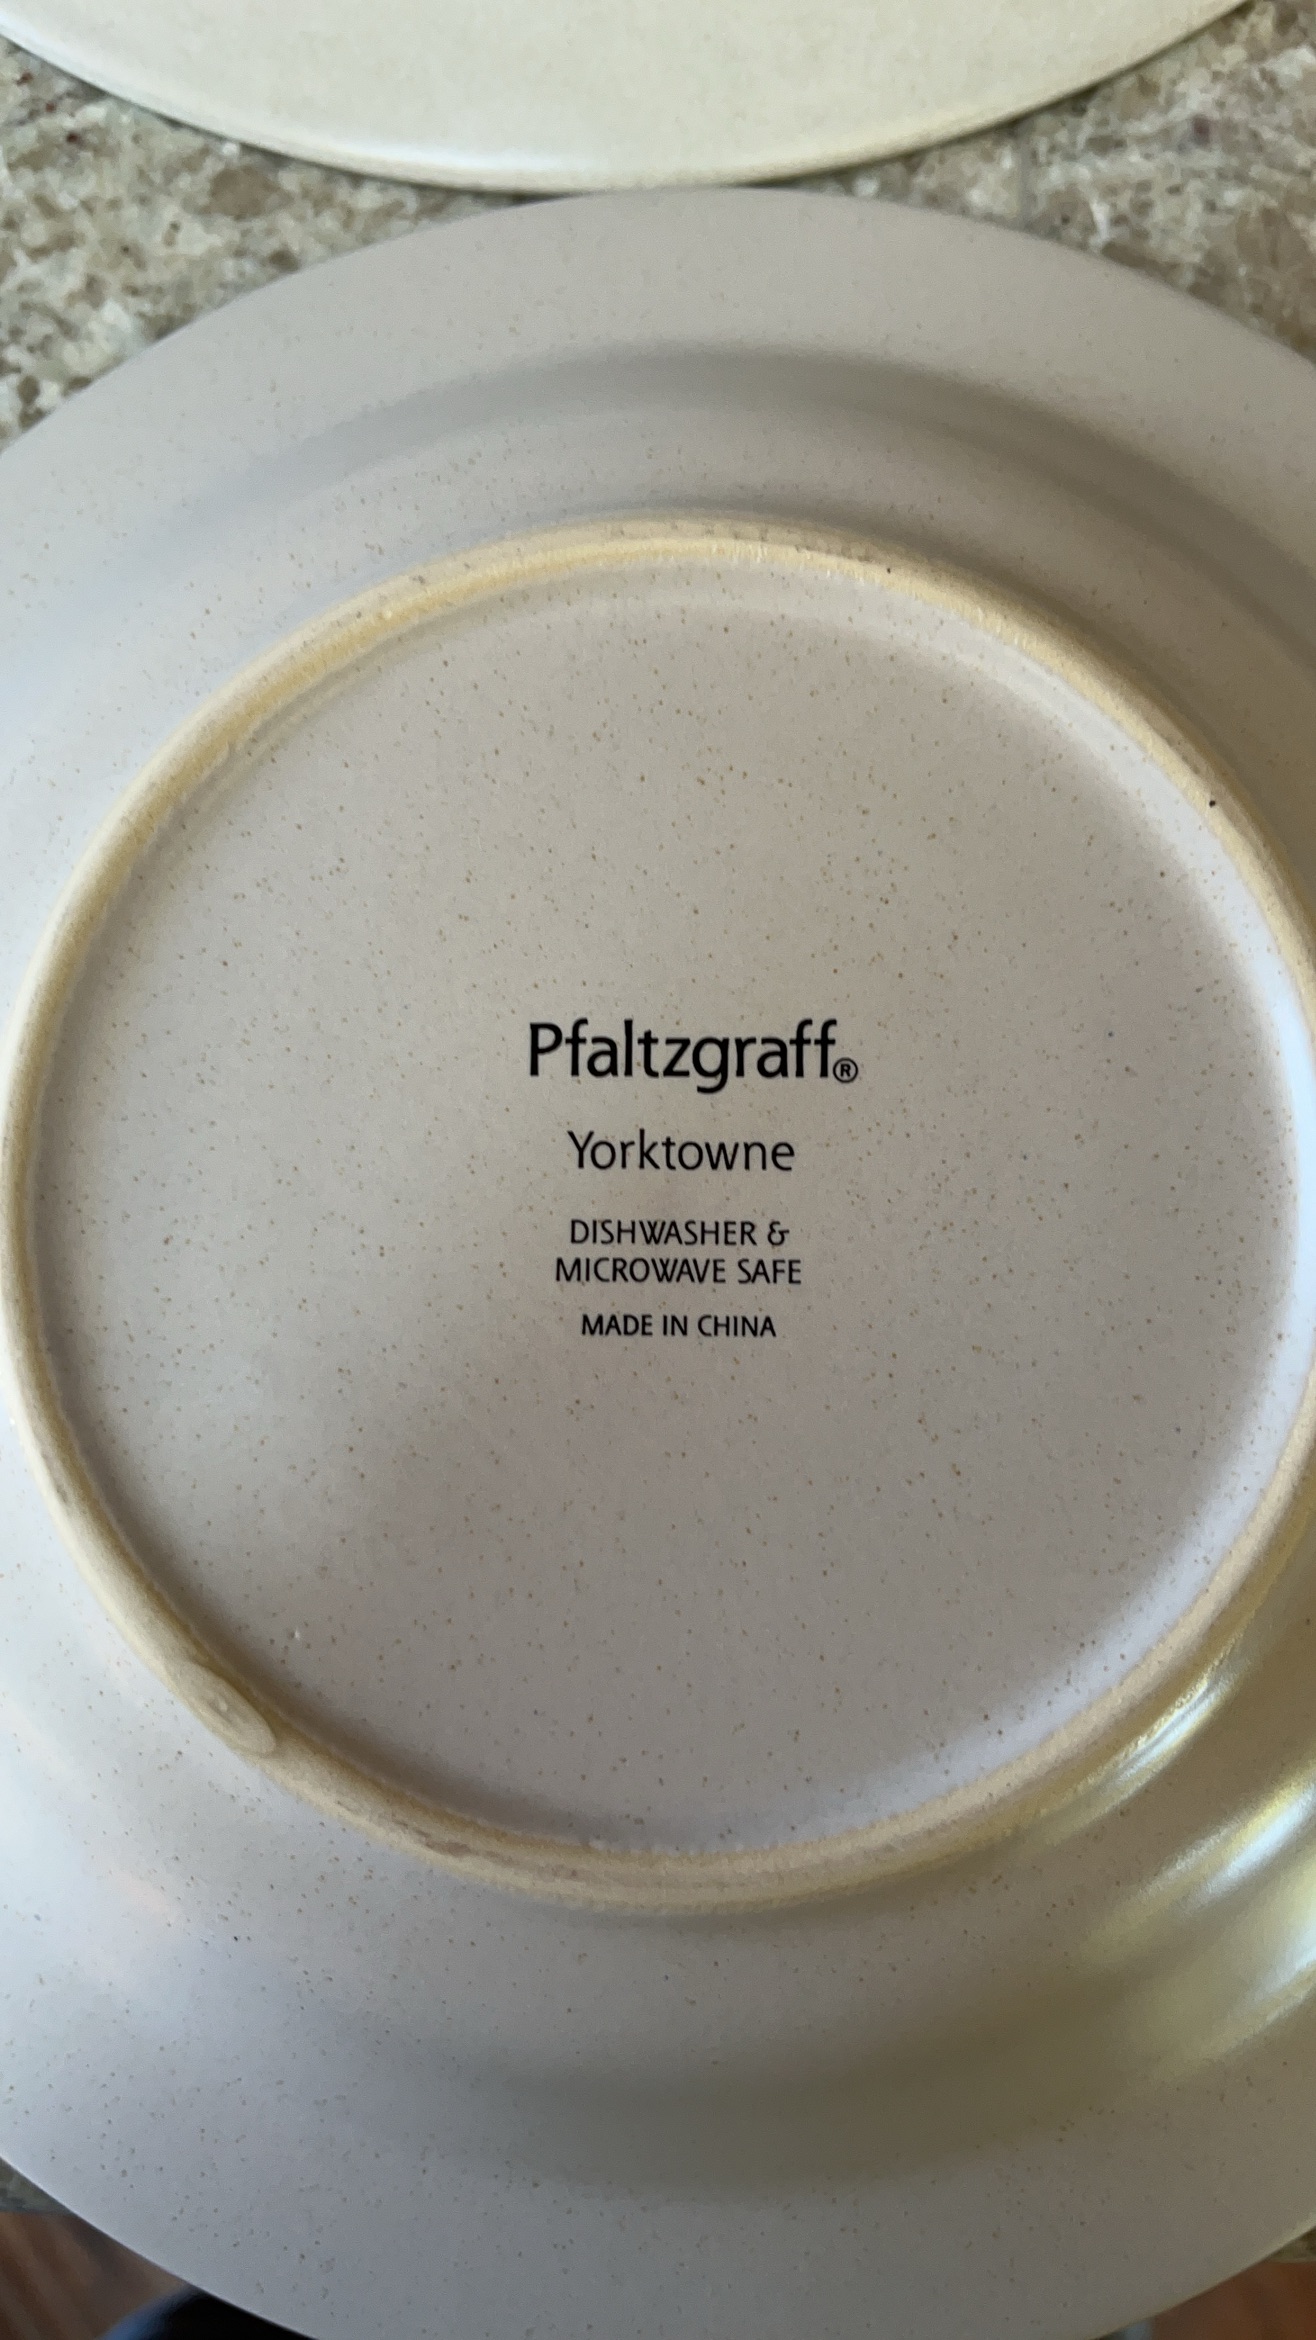 Pfaltzgraff®
Yorktowne
DISHWASHER &
MICROWAVE SAFE
MADE IN CHINA